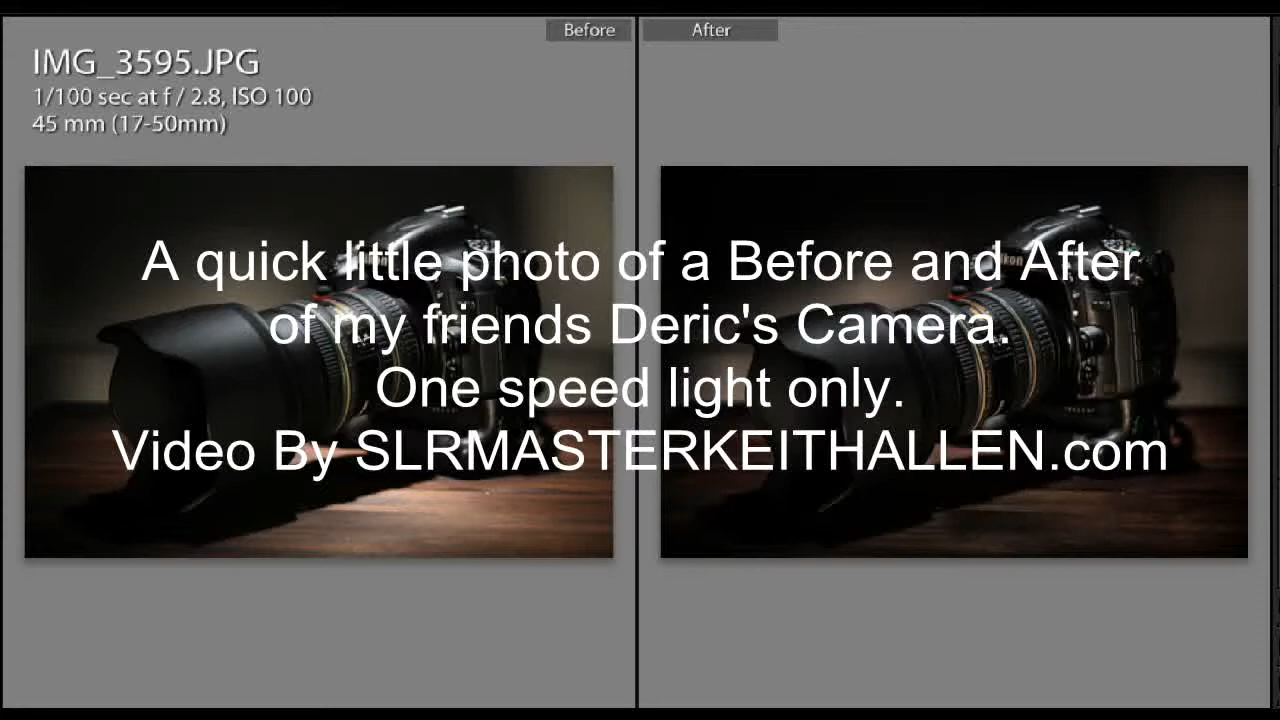 Before
After
IMG_3595.JPG
1/100 sec at f / 2.8, ISO 100
45 mm (17-50mm)
A quick little photo of a Before and After
of my friends Deric's Camera.
One speed light only.
Video By SLRMASTERKEITHALLEN.com